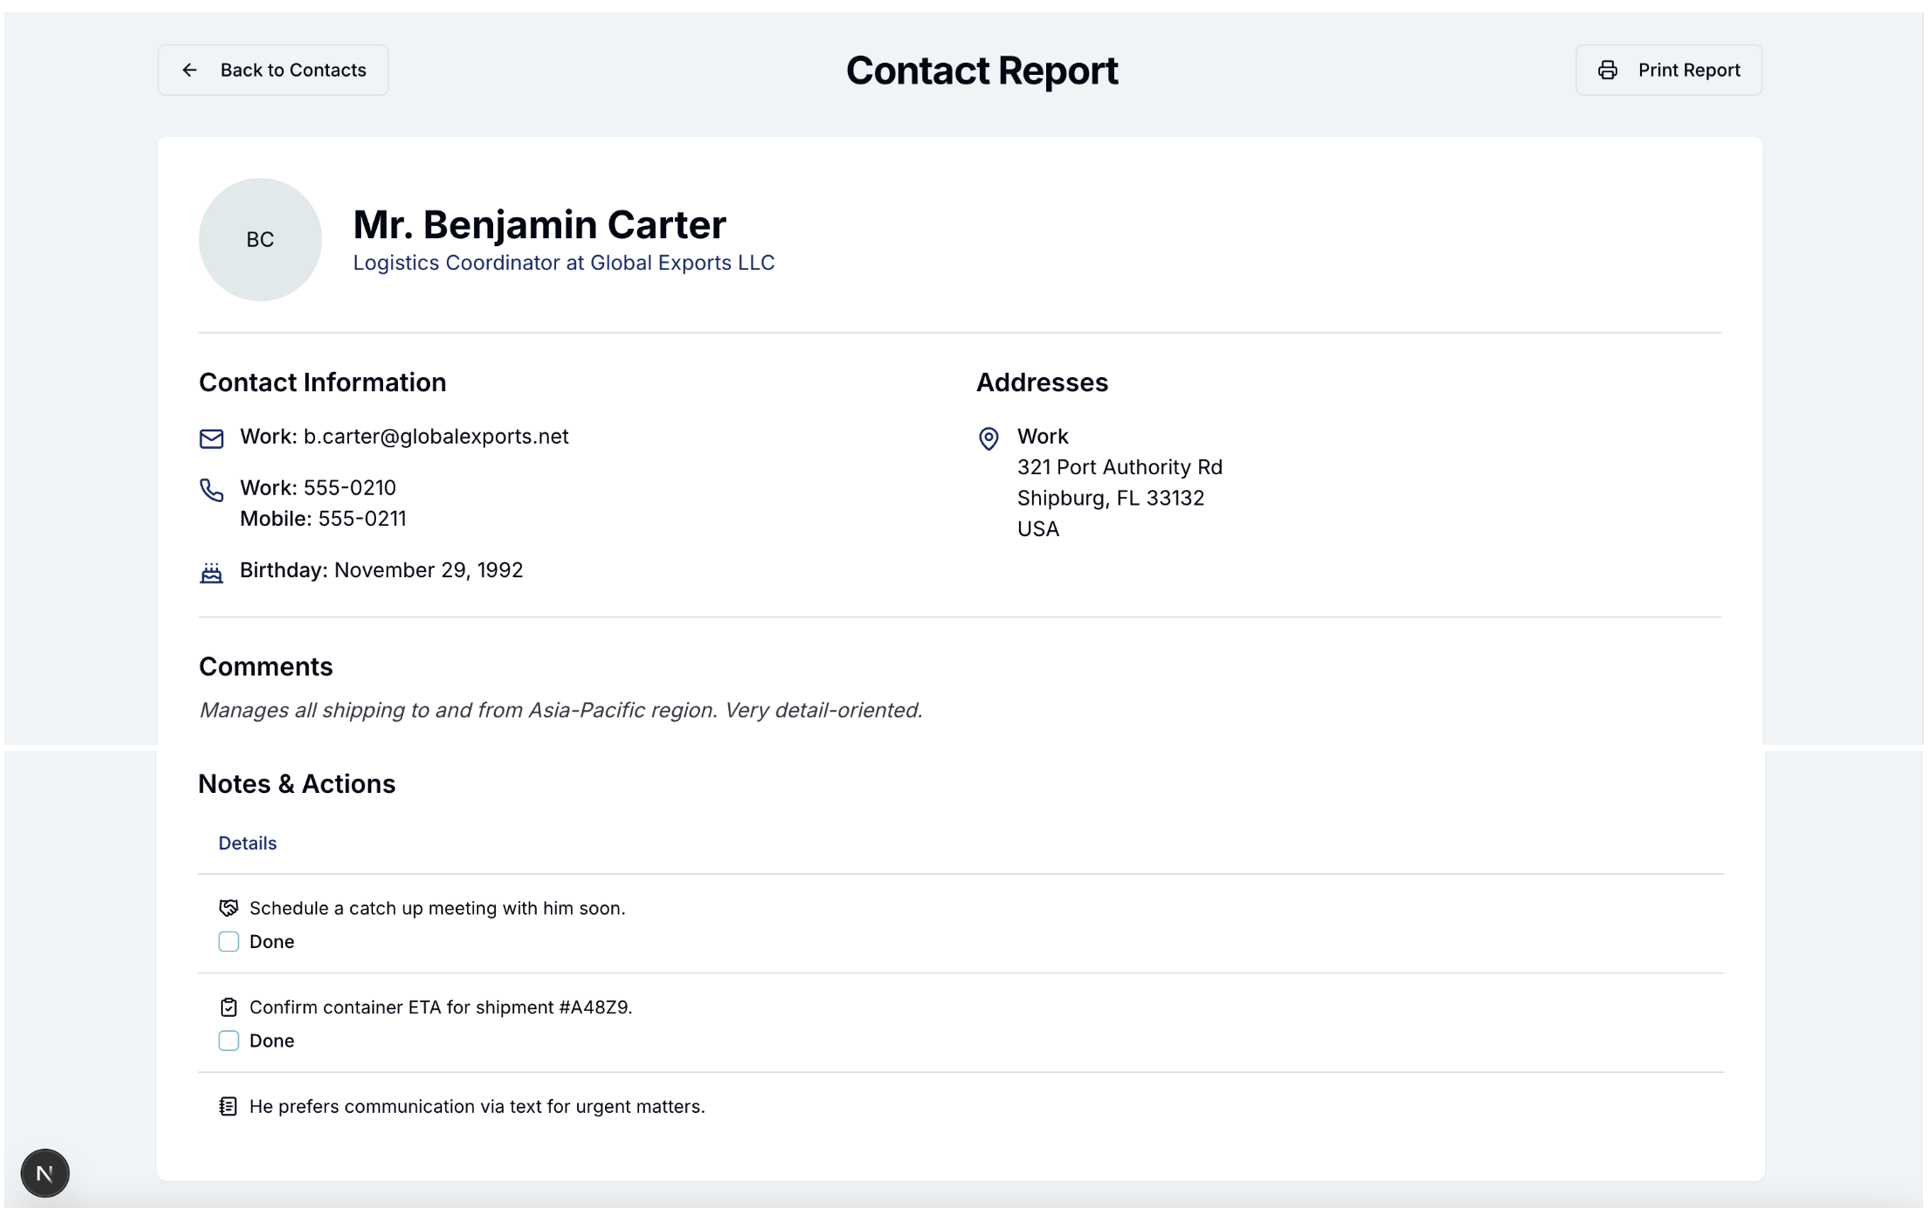 Back to Contacts
Contact Report
Print Report
BC
Mr. Benjamin Carter
Logistics Coordinator at Global Exports LLC
Contact Information
Work: b.carter@globalexports.net
Work: 555-0210
Mobile: 555-0211
Birthday: November 29, 1992
Addresses
Work
321 Port Authority Rd
Shipburg, FL 33132
USA
Comments
Manages all shipping to and from Asia-Pacific region. Very detail-oriented.
Notes & Actions
Details
Schedule a catch up meeting with him soon.
Done
Confirm container ETA for shipment #A48Z9.
Done
He prefers communication via text for urgent matters.
N